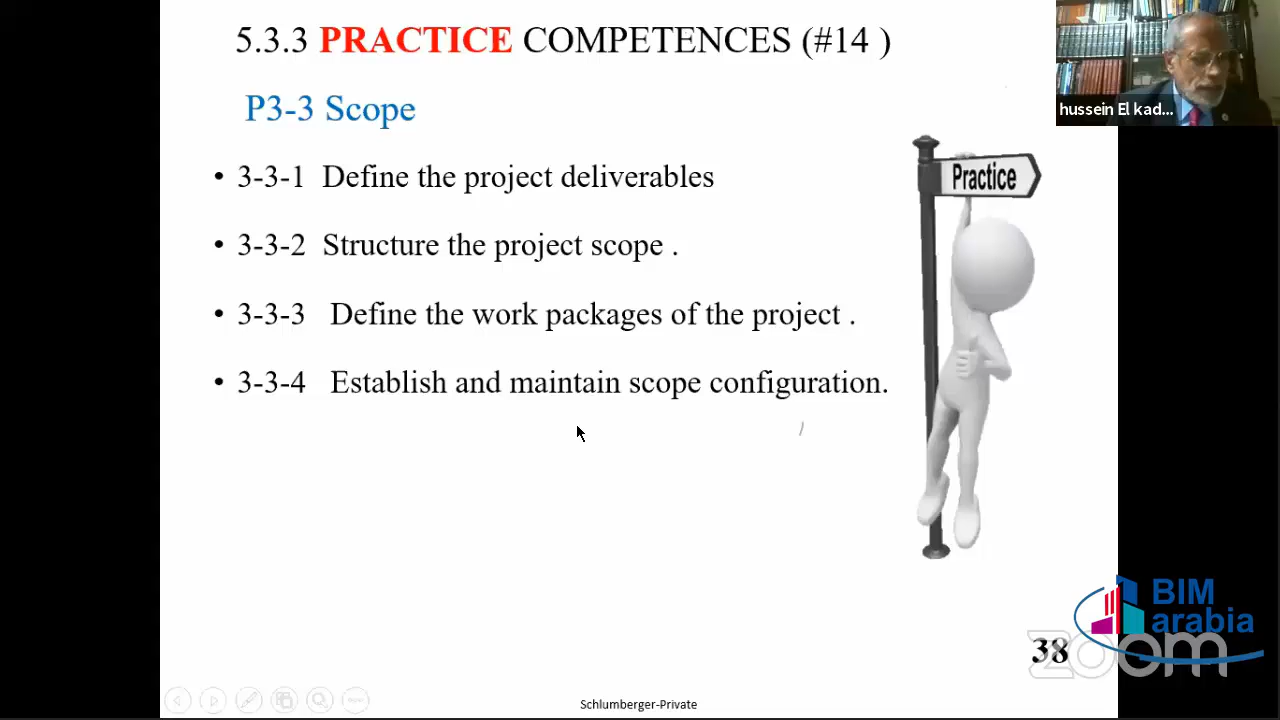 5.3.3 PRACTICE COMPETENCES (#14 )
hussein El kad...
P3-3 Scope
• 3-3-1 Define the project deliverables
Practice
• 3-3-2 Structure the project scope .
• 3-3-3 Define the work packages of the project .
• 3-3-4 Establish and maintain scope configuration.
BIM
arabia
38
zoom
Schlumberger-Private